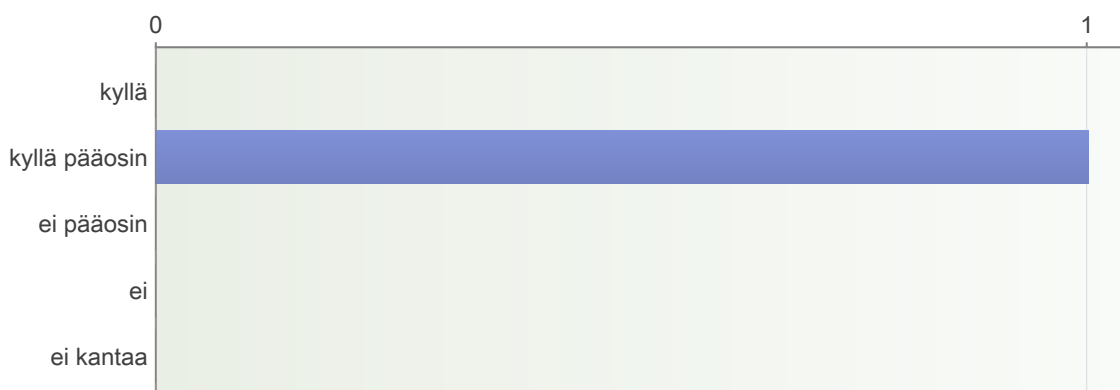 0 1
kyllä
kyllä pääosin
ei pääosin
ei
ei kantaa